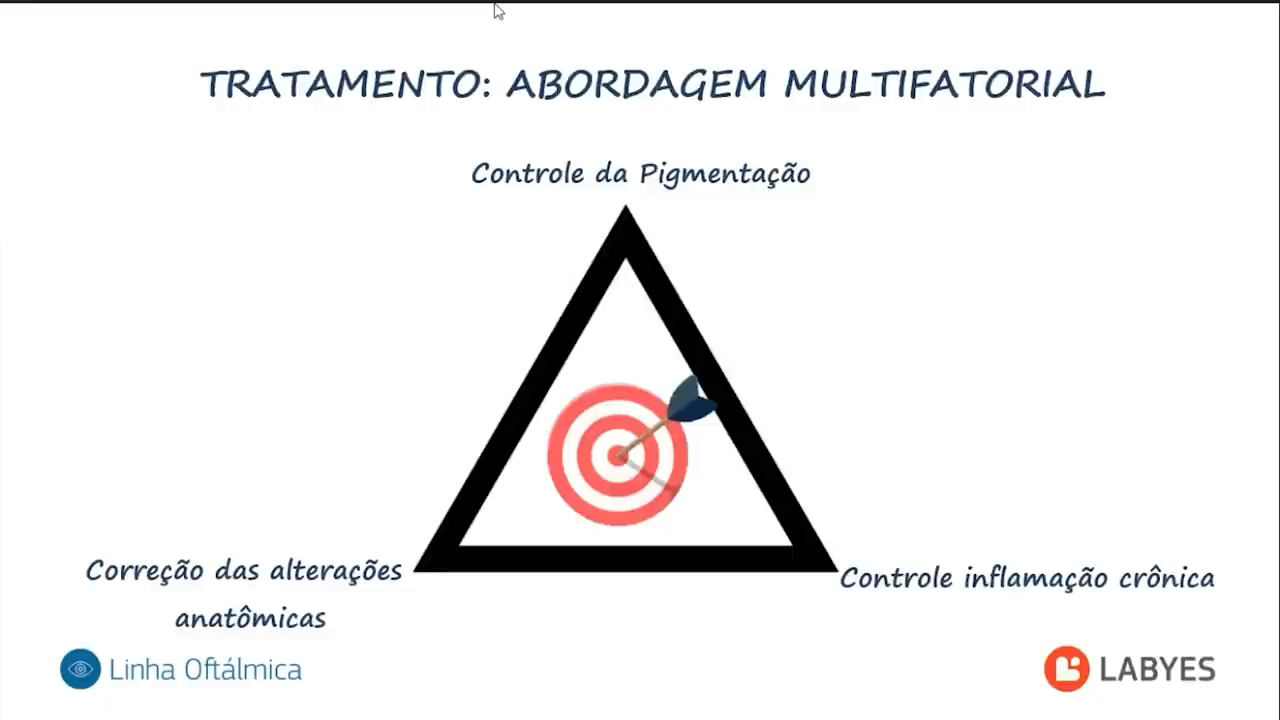 TRATAMENTO: ABORDAGEM MULTIFATORIAL
Controle da Pigmentação
Correção das alterações
anatômicas
Controle inflamação crônica
Linha Oftálmica
LABYES